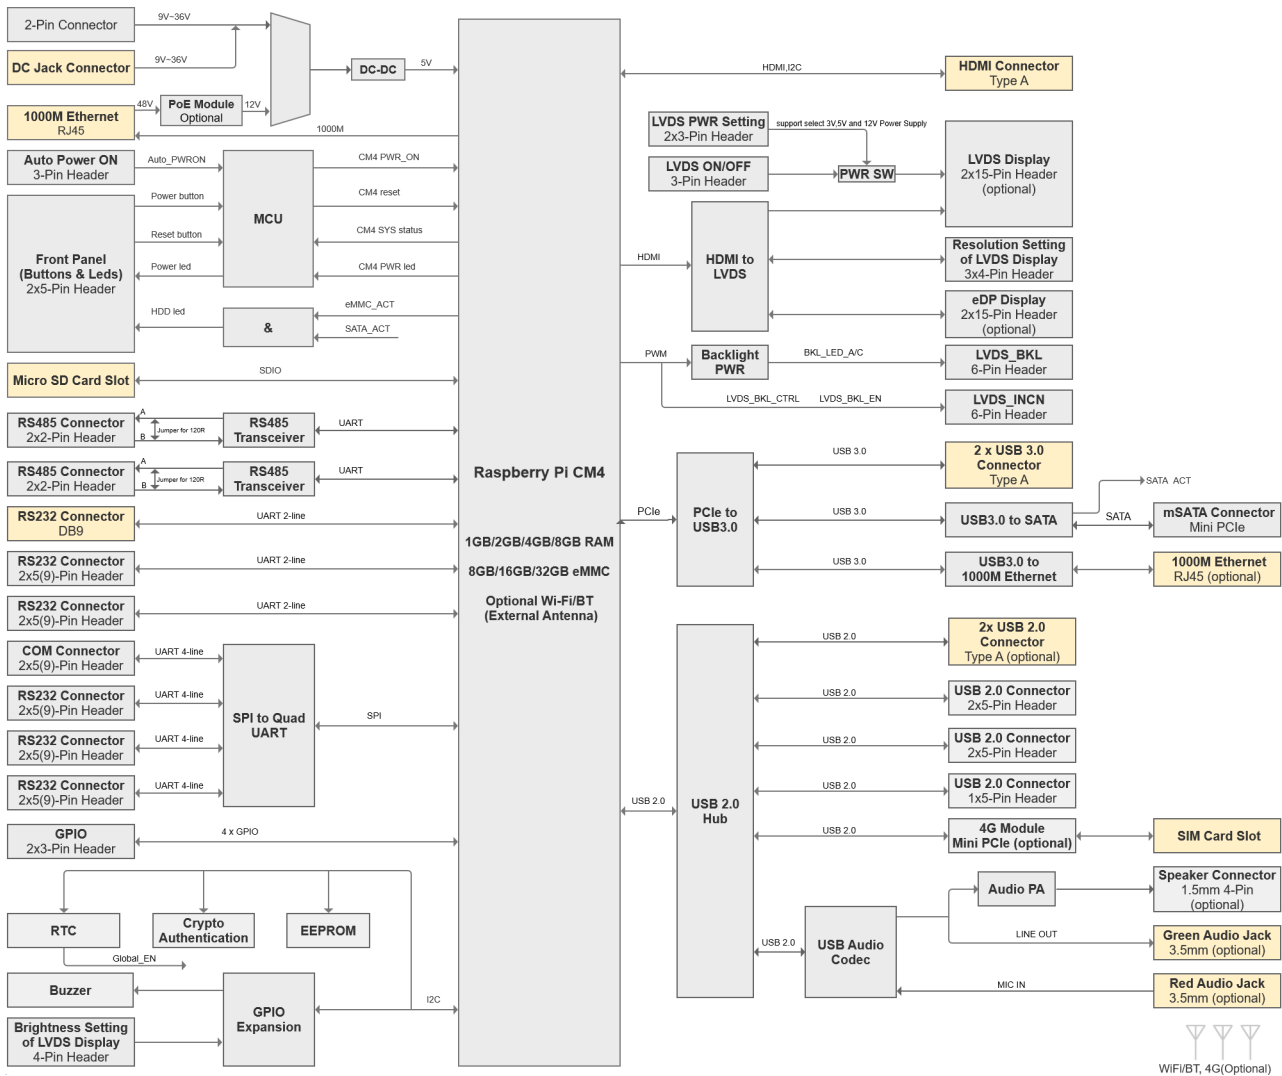 2-Pin Connector
9V~36V
DC Jack Connector
9V~36V
DC-DC
5V
1000M Ethernet
RJ45
48V
PoE Module
Optional
12V
1000M
Auto Power ON
3-Pin Header
Auto_PWRON
MCU
CM4 PWR_ON
Power button
CM4 reset
Reset button
CM4 SYS status
Front Panel
(Buttons & Leds)
2x5-Pin Header
Power led
CM4 PWR led
HDD led
&
eMMC_ACT
SATA_ACT
Micro SD Card Slot
SDIO
RS485 Connector
2x2-Pin Header
A
Jumper for 120R
B
RS485
Transceiver
UART
RS485 Connector
2x2-Pin Header
A
Jumper for 120R
B
RS485
Transceiver
UART
RS232 Connector
DB9
UART 2-line
RS232 Connector
2x5(9)-Pin Header
UART 2-line
RS232 Connector
2x5(9)-Pin Header
UART 2-line
COM Connector
2x5(9)-Pin Header
UART 4-line
RS232 Connector
2x5(9)-Pin Header
UART 4-line
RS232 Connector
2x5(9)-Pin Header
UART 4-line
RS232 Connector
2x5(9)-Pin Header
UART 4-line
SPI to Quad
UART
SPI
GPIO
2x3-Pin Header
4 x GPIO
RTC
Crypto
Authentication
EEPROM
Global_EN
Buzzer
Brightness Setting
of LVDS Display
4-Pin Header
GPIO
Expansion
I2C
Raspberry Pi CM4
1GB/2GB/4GB/8GB RAM
8GB/16GB/32GB eMMC
Optional Wi-Fi/BT
(External Antenna)
HDMI,I2C
HDMI Connector
Type A
LVDS PWR Setting
2x3-Pin Header
support select 3V,5V and 12V Power Supply
LVDS ON/OFF
3-Pin Header
PWR SW
LVDS Display
2x15-Pin Header
(optional)
HDMI
HDMI to
LVDS
Resolution Setting
of LVDS Display
3x4-Pin Header
eDP Display
2x15-Pin Header
(optional)
PWM
Backlight
PWR
BKL_LED_A/C
LVDS_BKL
6-Pin Header
LVDS_BKL_CTRL
LVDS_BKL_EN
LVDS_INCN
6-Pin Header
PCIe
PCIe to
USB3.0
USB 3.0
2 x USB 3.0
Connector
Type A
USB 3.0
USB3.0 to SATA
SATA ACT
SATA
mSATA Connector
Mini PCIe
USB 3.0
USB3.0 to
1000M Ethernet
1000M Ethernet
RJ45 (optional)
USB 2.0
USB 2.0
Hub
USB 2.0
2x USB 2.0
Connector
Type A (optional)
USB 2.0
USB 2.0 Connector
2x5-Pin Header
USB 2.0
USB 2.0 Connector
2x5-Pin Header
USB 2.0
USB 2.0 Connector
1x5-Pin Header
USB 2.0
4G Module
Mini PCIe (optional)
SIM Card Slot
USB 2.0
USB Audio
Codec
Audio PA
Speaker Connector
1.5mm 4-Pin
(optional)
LINE OUT
Green Audio Jack
3.5mm (optional)
MIC IN
Red Audio Jack
3.5mm (optional)
WiFi/BT, 4G(Optional)